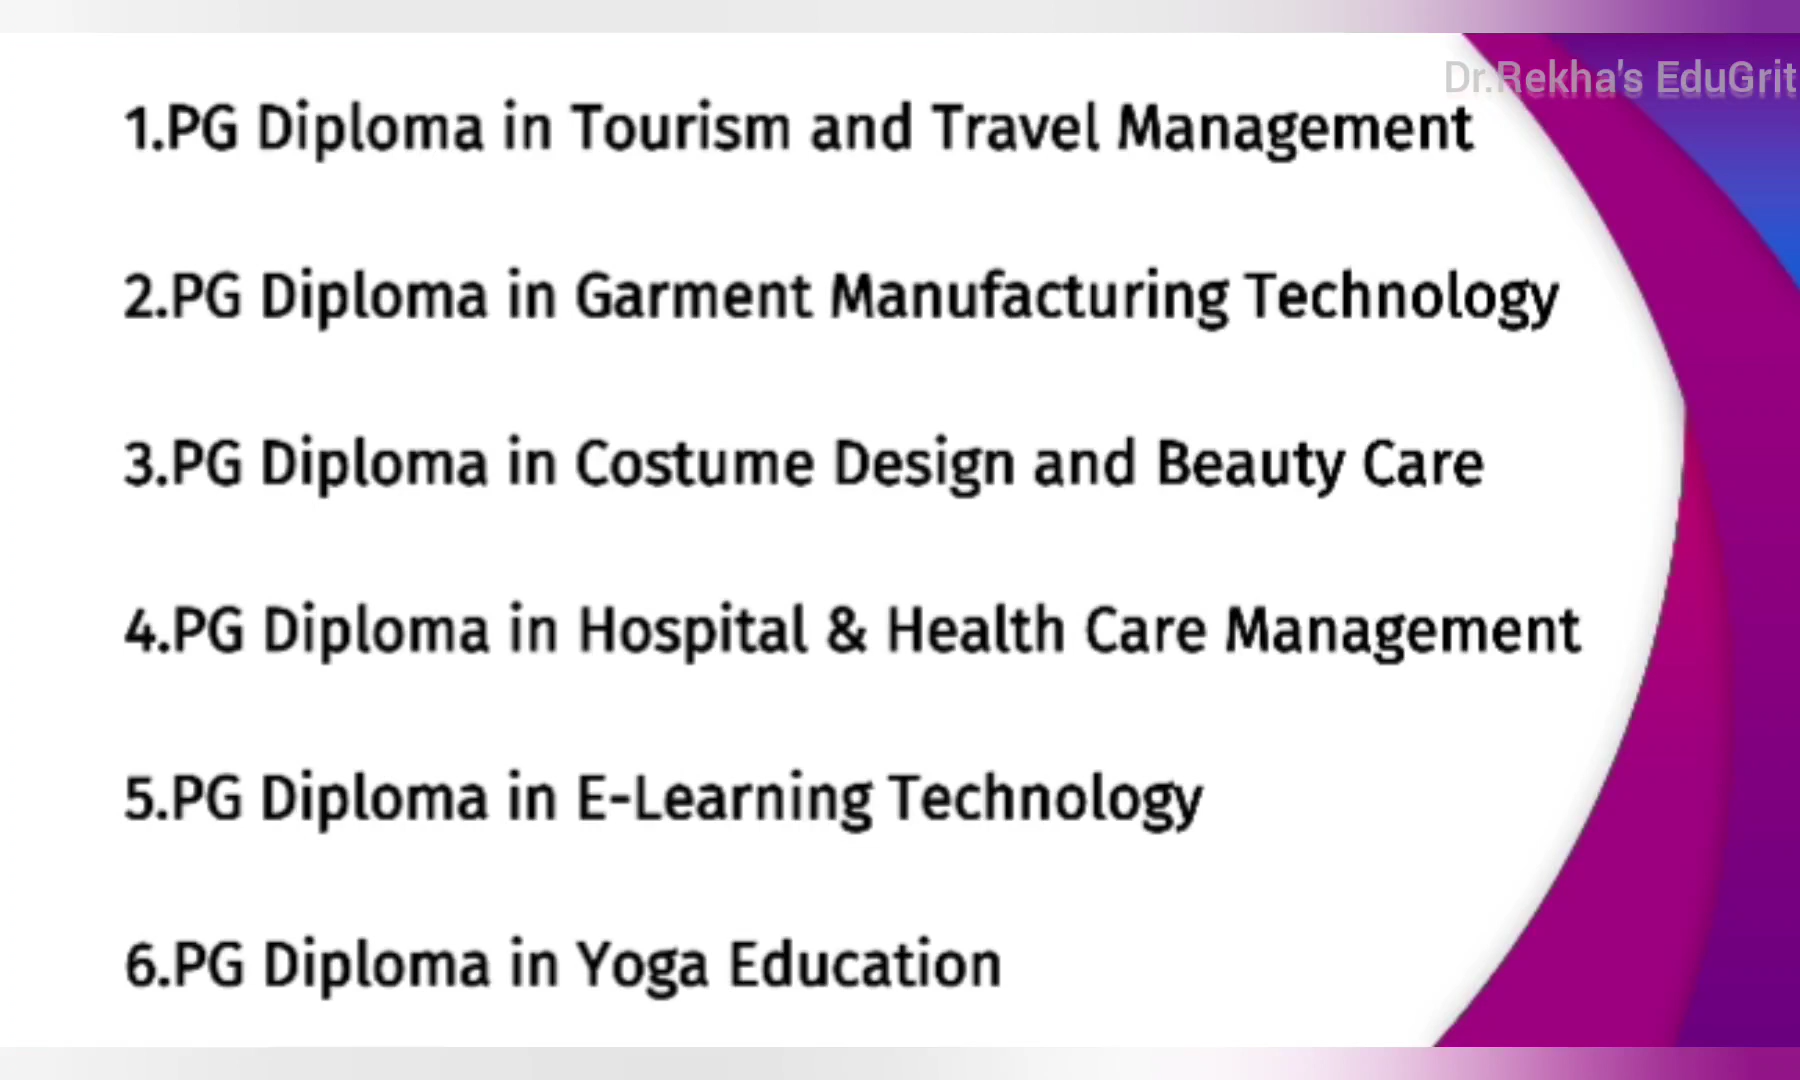 Dr.Rekha's EduGrit
1.PG Diploma in Tourism and Travel Management
2.PG Diploma in Garment Manufacturing Technology
3.PG Diploma in Costume Design and Beauty Care
4.PG Diploma in Hospital & Health Care Management
5.PG Diploma in E-Learning Technology
6.PG Diploma in Yoga Education